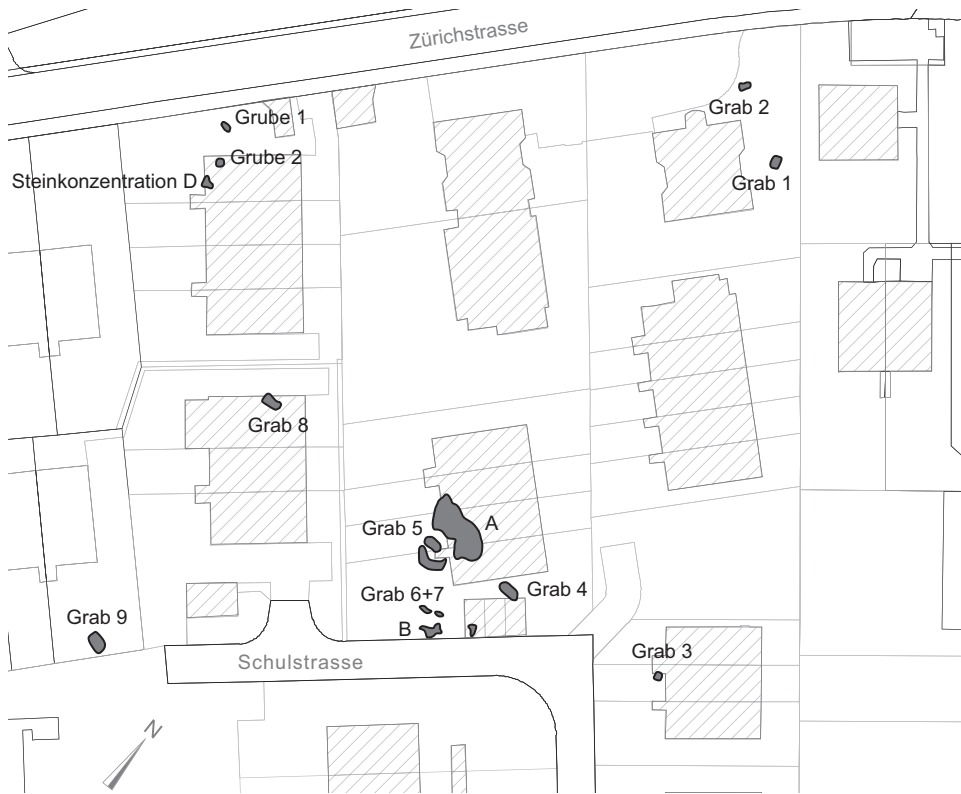 Zürichstrasse
Grab 2
Grube 1
Grube 2
Steinkonzentration D
Grab 1
Grab 8
Grab 5
A
Grab 6+7
Grab 4
B
Grab 9
Grab 3
Schulstrasse
N